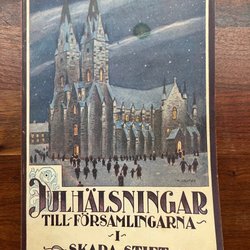 JULHÄLSNINGAR
TILL·FÖRSAMLINGARNA
-I-
SKARA STIFT